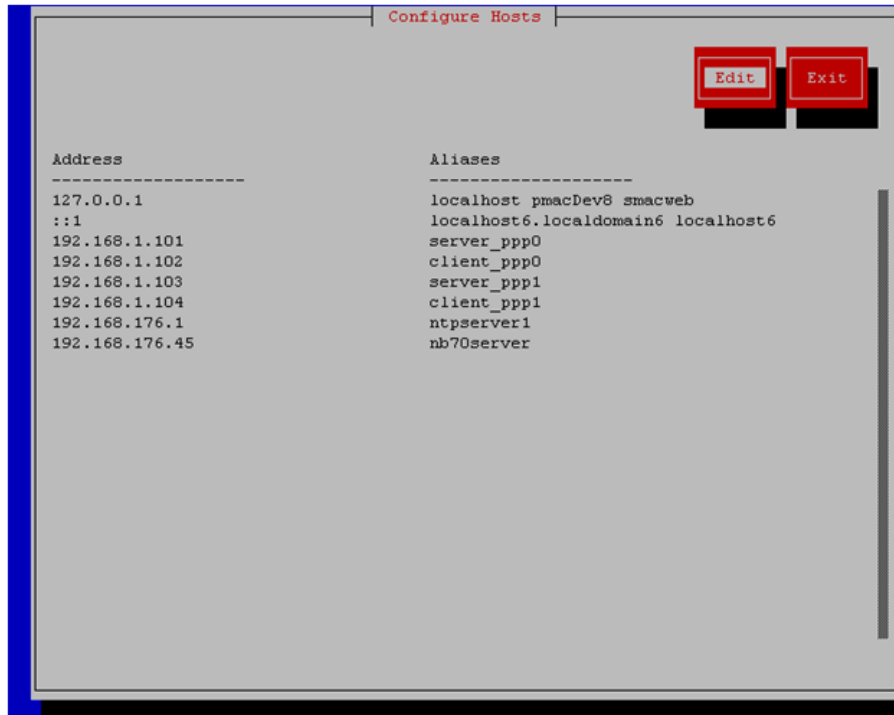 Configure Hosts
Edit Exit
Address Aliases
------------------- --------------------
127.0.0.1 localhost pmacDev8 smacweb
::1 localhost6.localdomain6 localhost6
192.168.1.101 server_ppp0
192.168.1.102 client_ppp0
192.168.1.103 server_ppp1
192.168.1.104 client_ppp1
192.168.176.1 ntpserver1
192.168.176.45 nb70server